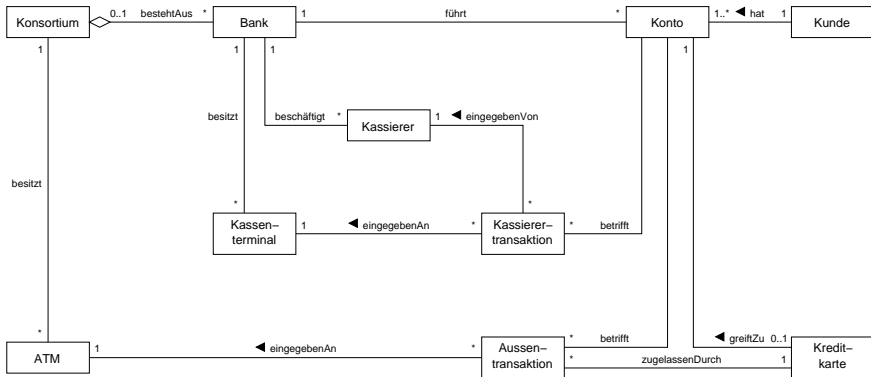 Konsortium
0..1
bestehtAus
*
Bank
1
führt
*
Konto
1..*
hat
1
Kunde
1
1
1
1
besitzt
beschäftigt
*
Kassierer
1
eingegebenVon
besitzt
*
*
Kassen-
terminal
1
eingegebenAn
*
Kassierer-
transaktion
*
betrifft
*
ATM
1
eingegebenAn
*
Aussen-
transaktion
*
betrifft
greiftZu
0..1
*
zugelassenDurch
1
Kredit-
karte